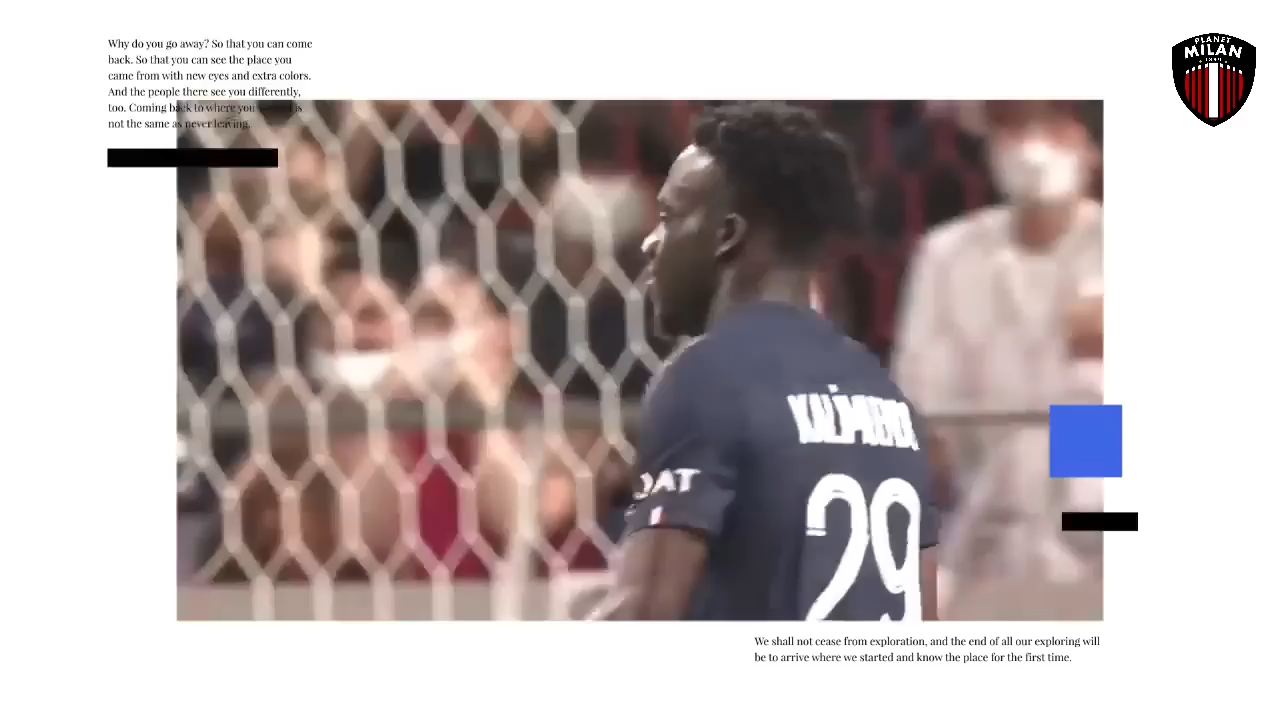 Why do you go away? So that you can come
back. So that you can see the place you
came from with new eyes and extra colors.
And the people there see you differently,
too. Coming back to where you is
not the same as never leaving.
PLANET
MILAN
1899
29
We shall not cease from exploration, and the end of all our exploring will
be to arrive where we started and know the place for the first time.